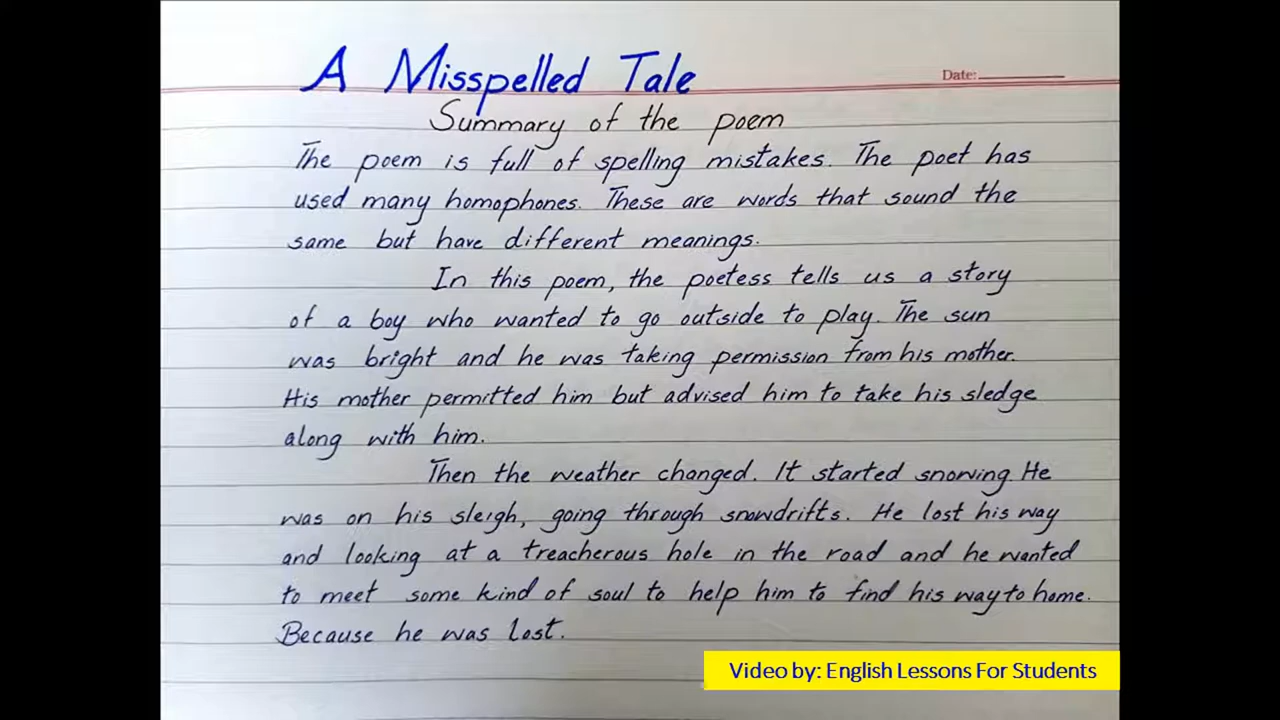 A Misspelled Tale
Date:
Summary of the poem
The poem is full of spelling mistakes. The poet has
used many homophones. These are words that sound the
same but have different meanings.
In this poem, the poetess tells us a story
of a boy who wanted to go outside to play. The sun
was bright and he was taking permission from his mother.
His mother permitted him but advised him to take his sledge
along with him.
Then the weather changed. It started snowing. He
was on his sleigh, going through snowdrifts. He lost his way
and looking at a treacherous hole in the road and he wanted
to meet some kind of soul to help him to find his way to home.
Because he was lost.
Video by: English Lessons For Students